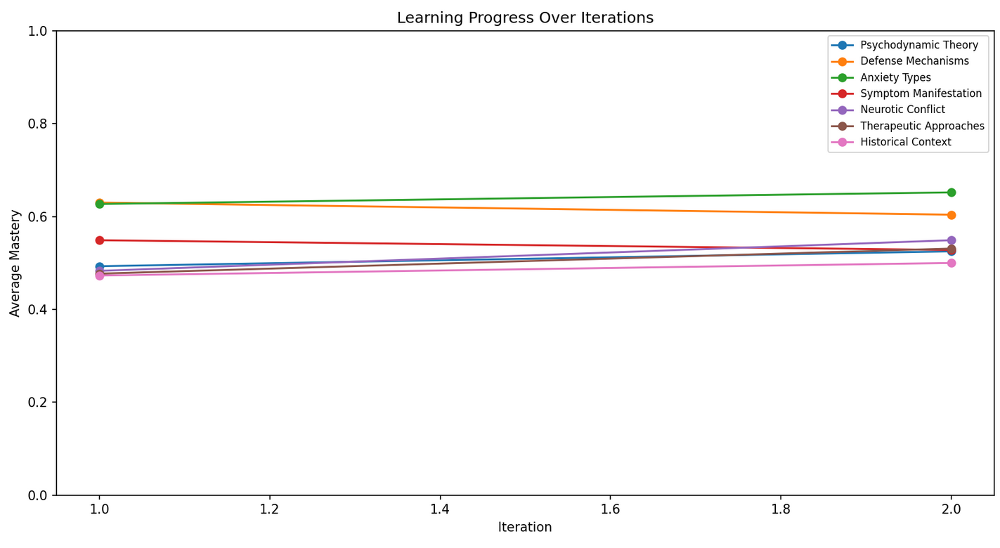 Learning Progress Over Iterations
1.0
0.8
0.6
0.4
0.2
0.0
Average Mastery
Psychodynamic Theory
Defense Mechanisms
Anxiety Types
Symptom Manifestation
Neurotic Conflict
Therapeutic Approaches
Historical Context
1.0 1.2 1.4 1.6 1.8 2.0
Iteration